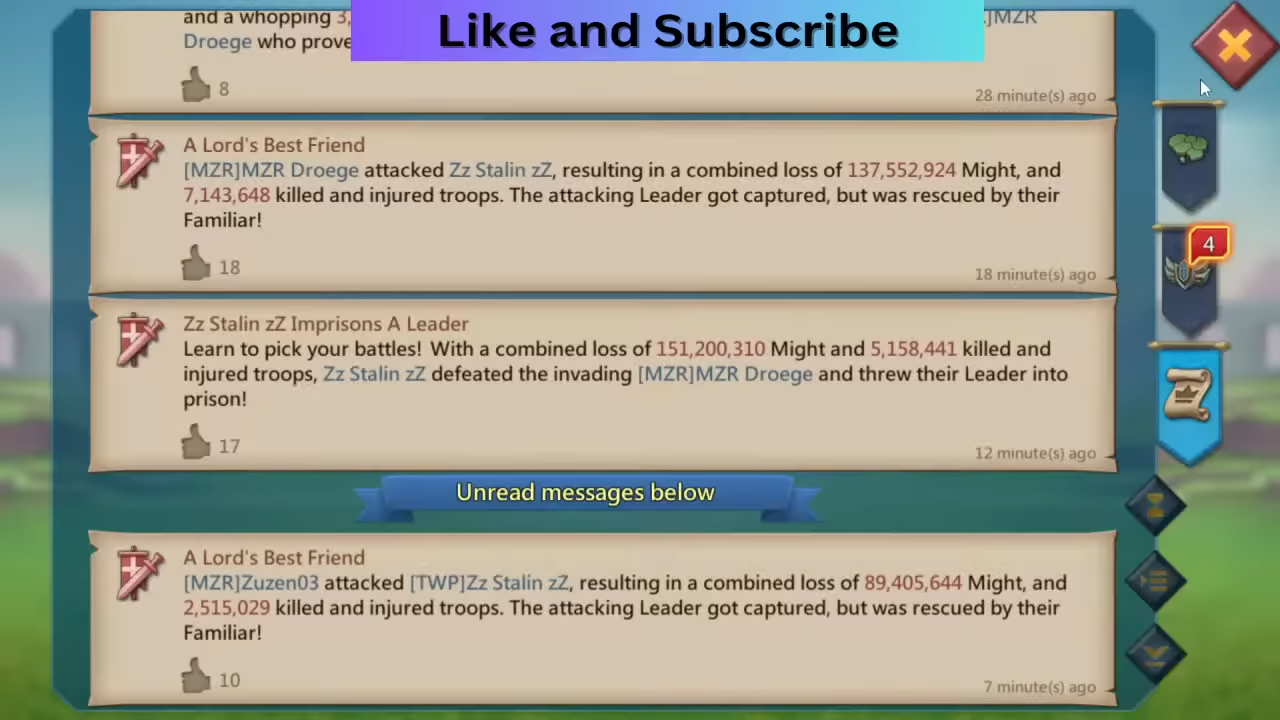 Like and Subscribe
and a whopping 3,
]MZR
Droege who prove
8
28 minute(s) ago
A Lord's Best Friend
[MZR]MZR Droege attacked Zz Stalin zZ, resulting in a combined loss of 137,552,924 Might, and
7,143,648 killed and injured troops. The attacking Leader got captured, but was rescued by their
Familiar!
18
18 minute(s) ago
4
Zz Stalin zZ Imprisons A Leader
Learn to pick your battles! With a combined loss of 151,200,310 Might and 5,158,441 killed and
injured troops, Zz Stalin zZ defeated the invading [MZR]MZR Droege and threw their Leader into
prison!
17
12 minute(s) ago
Unread messages below
A Lord's Best Friend
[MZR]Zuzen03 attacked [TWP]Zz Stalin zZ, resulting in a combined loss of 89,405,644 Might, and
2,515,029 killed and injured troops. The attacking Leader got captured, but was rescued by their
Familiar!
10
7 minute(s) ago